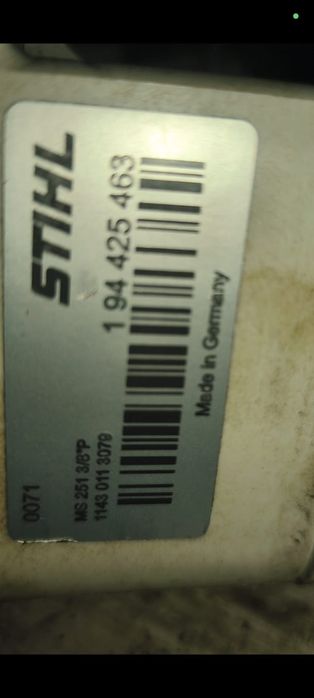 STIHL
1 94 425 463
Made in Germany
MS 251 3/8"P
1143 011 3079
0071